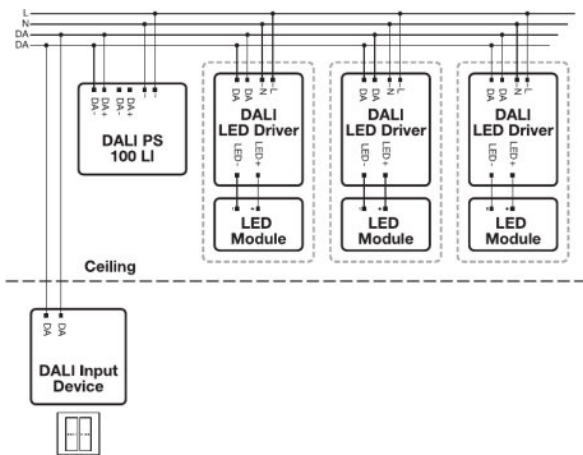 L
N
DA
DA
DA- DA+ DA- DA+ ~ ~
DALI PS
100 LI
DA DA N L
DALI
LED Driver
LED- LED+
- +
LED
Module
DA DA N L
DALI
LED Driver
LED- LED+
- +
LED
Module
DA DA N L
DALI
LED Driver
LED- LED+
- +
LED
Module
Ceiling
DA DA
DALI Input
Device